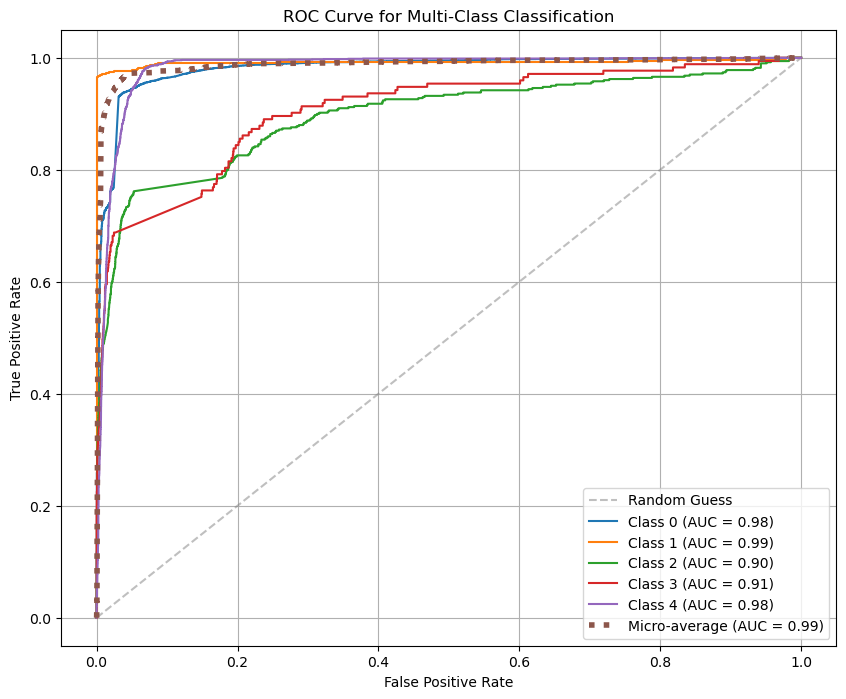 ROC Curve for Multi-Class Classification
True Positive Rate
1.0
0.8
0.6
0.4
0.2
0.0
0.0
0.2
0.4
0.6
0.8
1.0
False Positive Rate
Random Guess
Class 0 (AUC = 0.98)
Class 1 (AUC = 0.99)
Class 2 (AUC = 0.90)
Class 3 (AUC = 0.91)
Class 4 (AUC = 0.98)
Micro-average (AUC = 0.99)